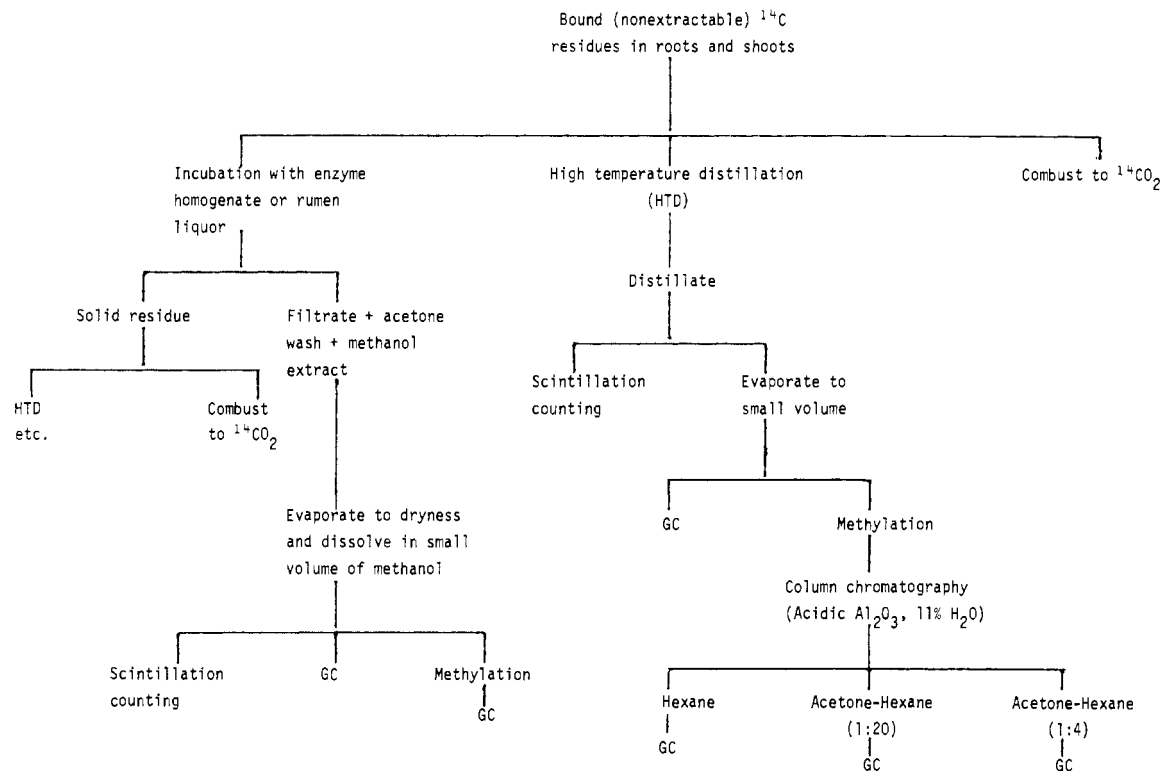 Bound (nonextractable) ¹⁴C
residues in roots and shoots
Incubation with enzyme
homogenate or rumen
liquor
High temperature distillation
(HTD)
Combust to ¹⁴CO₂
Solid residue
Filtrate + acetone
wash + methanol
extract
HTD
etc.
Combust
to ¹⁴CO₂
Evaporate to dryness
and dissolve in small
volume of methanol
Scintillation
counting
GC
Methylation
GC
Distillate
Scintillation
counting
Evaporate to
small volume
GC
Methylation
Column chromatography
(Acidic Al₂O₃, 11% H₂O)
Hexane
GC
Acetone-Hexane
(1:20)
GC
Acetone-Hexane
(1:4)
GC